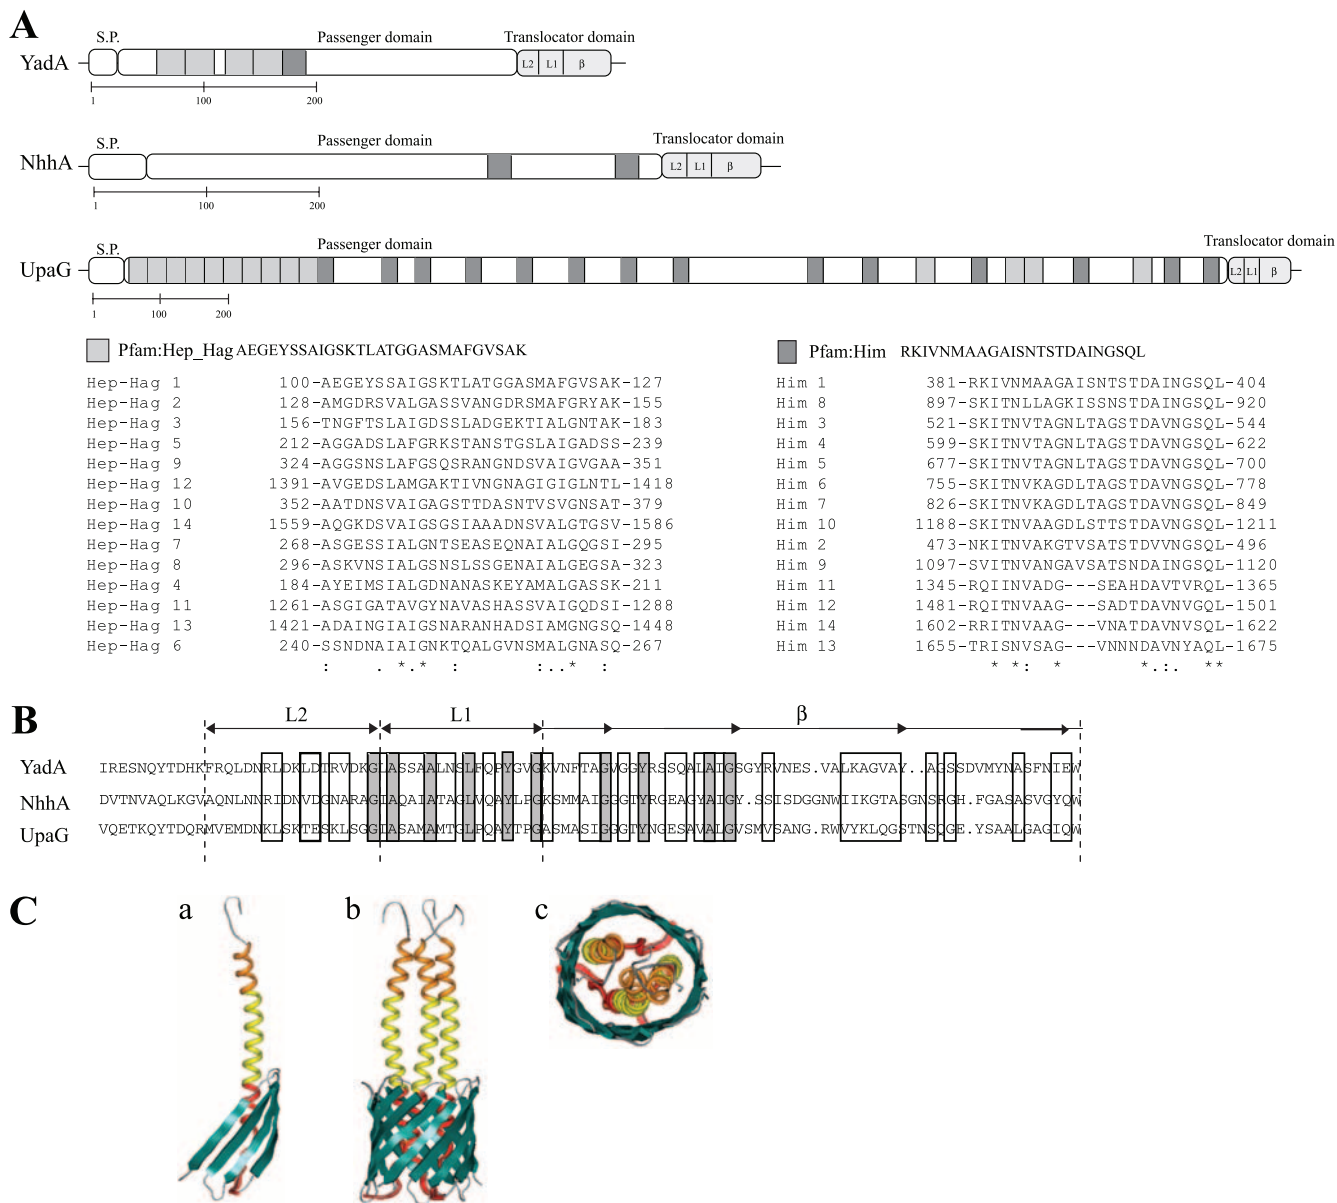 A
S.P. Passenger domain Translocator domain
YadA L2 L1 β
1 100 200
S.P. Passenger domain Translocator domain
NhhA L2 L1 β
1 100 200
S.P. Passenger domain Translocator domain
UpaG L2 L1 β
1 100 200
Pfam:Hep_Hag AEGEYSSAIGSKTLATGGASMAFGVSAK
Hep-Hag 1 100-AEGEYSSAIGSKTLATGGASMAFGVSAK-127
Hep-Hag 2 128-AMGDRSVALGASSVANGDRSMAFGRYAK-155
Hep-Hag 3 156-TNGFTSLAIGDSSLADGEKTIALGNTAK-183
Hep-Hag 5 212-AGGADSLAFGRKSTANSTGSLAIGADSS-239
Hep-Hag 9 324-AGGSNSLAFGSQSRANGNDSVAIGVGAA-351
Hep-Hag 12 1391-AVGEDSLAMGAKTIVNGNAGIGIGLNTL-1418
Hep-Hag 10 352-AATDNSVAIGAGSTTDASNTVSVGNSAT-379
Hep-Hag 14 1559-AQGKDSVAIGSGSIAAADNSVALGTGSV-1586
Hep-Hag 7 268-ASGESSIALGNTSEASEQNAIALGQGSI-295
Hep-Hag 8 296-ASKVNSIALGSNSLSSGENAIALGEGSA-323
Hep-Hag 4 184-AYEIMSIALGDNANASKEYAMALGASSK-211
Hep-Hag 11 1261-ASGIGATAVGYNAVASHASSVAIGQDSI-1288
Hep-Hag 13 1421-ADAINGIAIGSNARANHADSIAMGNGSQ-1448
Hep-Hag 6 240-SSNDNAIAIGNKTQALGVNSMALGNASQ-267
: . *.* : :..* :
Pfam:Him RKIVNMAAGAISNTSTDAINGSQL
Him 1 381-RKIVNMAAGAISNTSTDAINGSQL-404
Him 8 897-SKITNLLAGKISSNSTDAINGSQL-920
Him 3 521-SKITNVTAGNLTAGSTDAVNGSQL-544
Him 4 599-SKITNVTAGNLTAGSTDAVNGSQL-622
Him 5 677-SKITNVTAGNLTAGSTDAVNGSQL-700
Him 6 755-SKITNVKAGDLTAGSTDAVNGSQL-778
Him 7 826-SKITNVKAGDLTAGSTDAVNGSQL-849
Him 10 1188-SKITNVAAGDLSTTSTDAVNGSQL-1211
Him 2 473-NKITNVAKGTVSATSTDVVNGSQL-496
Him 9 1097-SVITNVANGAVSATSNDAINGSQL-1120
Him 11 1345-RQIINVADG---SEAHDAVTVRQL-1365
Him 12 1481-RQITNVAAG---SADTDAVNVGQL-1501
Him 14 1602-RRITNVAAG---VNATDAVNVSQL-1622
Him 13 1655-TRISNVSAG---VNNNDAVNYAQL-1675
* *: * *.:. **
B
L2 L1 β
YadA IRESNQYTDHKFRQLDNRLDKLDTRVDKGLASSAALNSLFQPYGVGKVNFTAGVGGYRSSQALAIGSGYRVNES.VALKAGVAY..AGSSDVMYNASFNIEW
NhhA DVTNVAQLKGVAQNLNNRIDNVDGNARAGIAQAIATAGLVQAYLPGKSMMAIGGGTYRGEAGYAIGY.SSISDGGNWIIKGTASGNSRGH.FGASASVGYQW
UpaG VQETKQYTDQRMVEMDNKLSKTESKLSGGIASAMAMTGLPQAYTPGASMASIGGGTYNGESAVALGVSMVSANG.RWVYKLQGSTNSQGE.YSAALGAGIQW
C
a b c